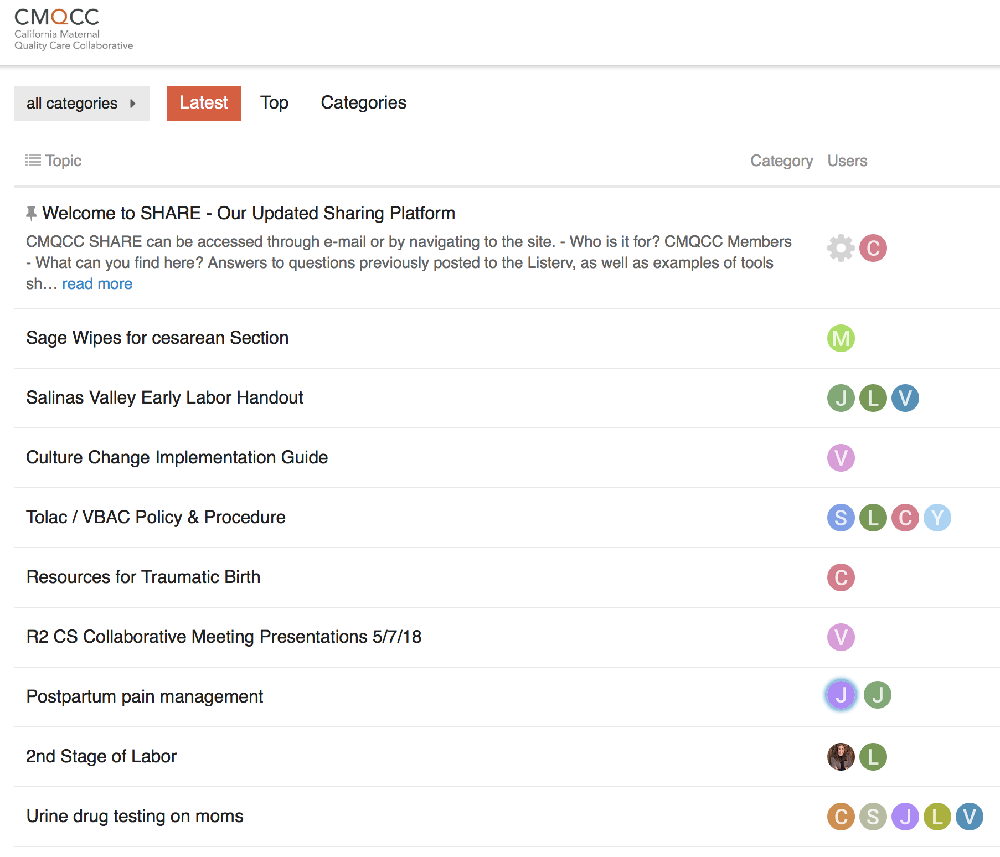 CMQCC
California Maternal
Quality Care Collaborative
all categories
Latest
Top
Categories
Topic
Category
Users
Welcome to SHARE - Our Updated Sharing Platform
CMQCC SHARE can be accessed through e-mail or by navigating to the site. - Who is it for? CMQCC Members
- What can you find here? Answers to questions previously posted to the Listerv, as well as examples of tools
sh... read more
C
Sage Wipes for cesarean Section
M
Salinas Valley Early Labor Handout
J L V
Culture Change Implementation Guide
V
Tolac / VBAC Policy & Procedure
S L C Y
Resources for Traumatic Birth
C
R2 CS Collaborative Meeting Presentations 5/7/18
V
Postpartum pain management
J J
2nd Stage of Labor
L
Urine drug testing on moms
C S J L V